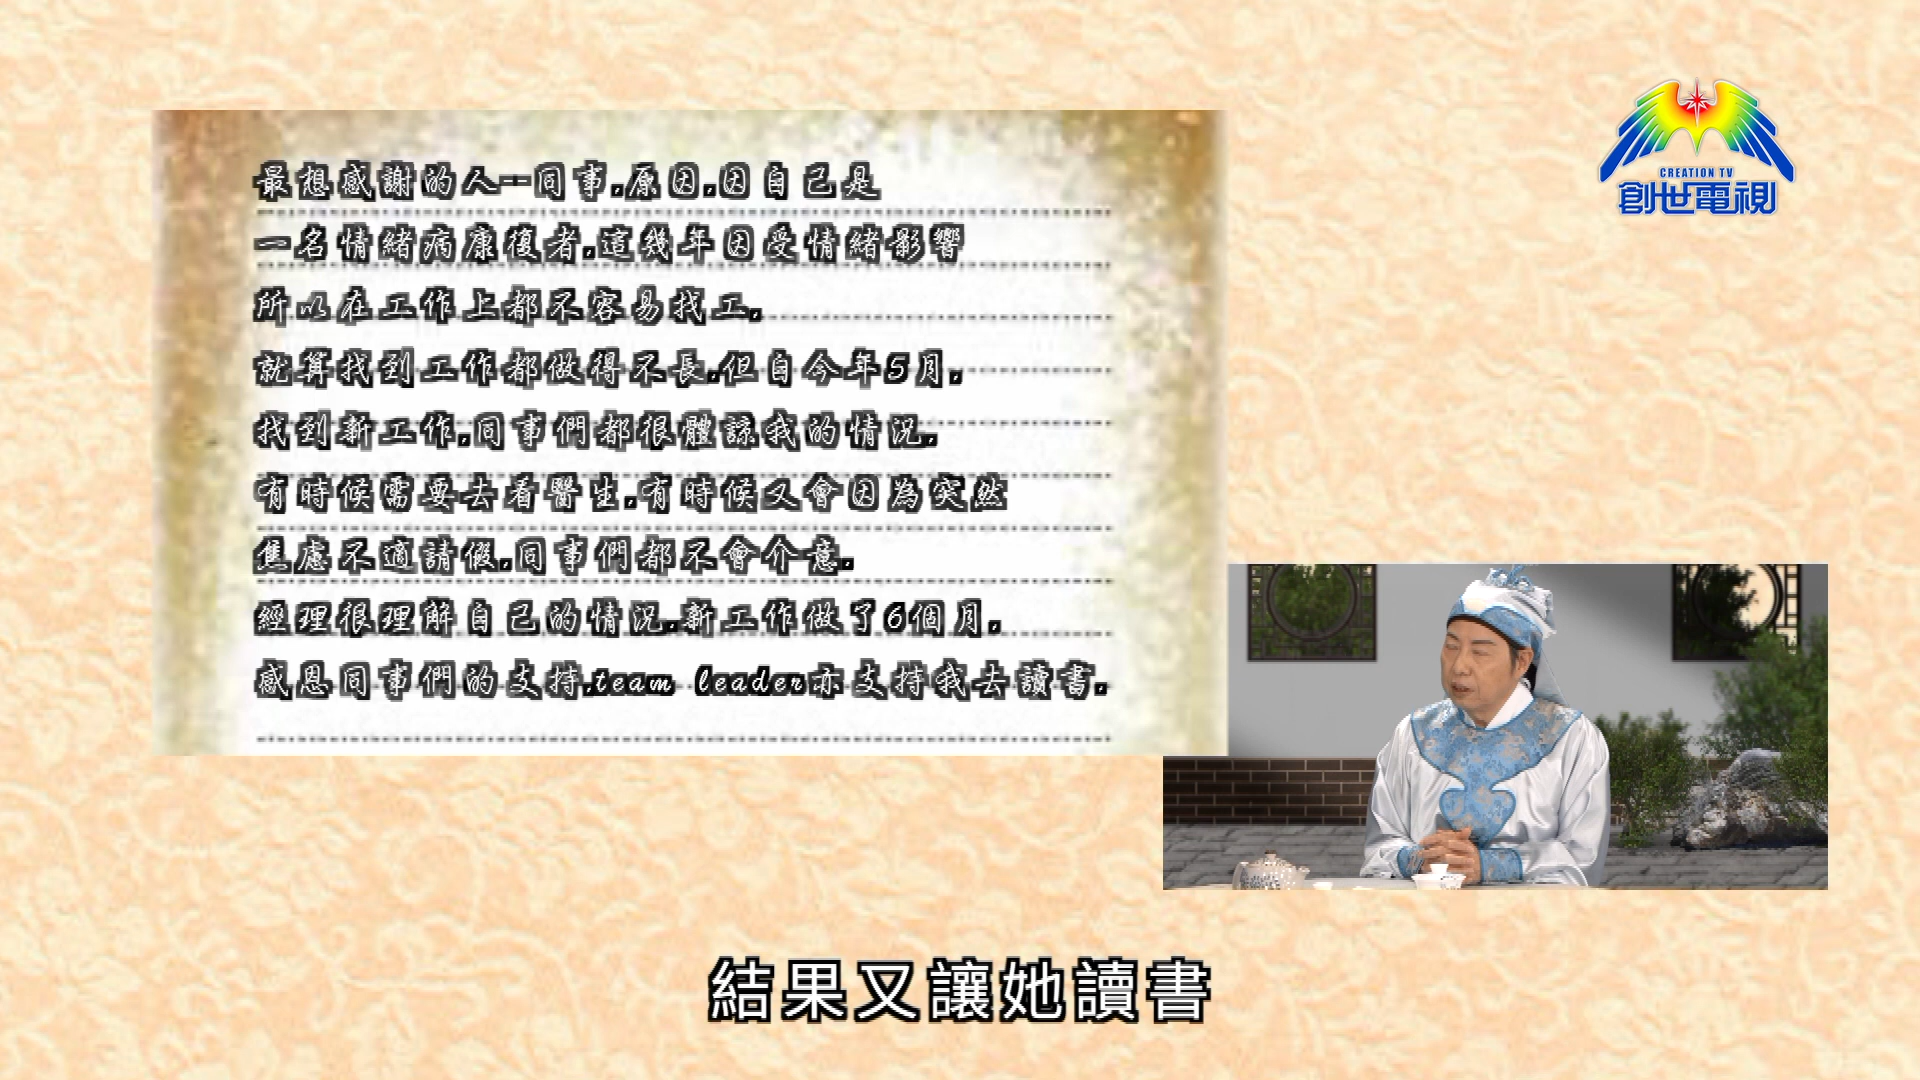 CREATION TV
創世電視
最想感謝的人--同事,原因,因自己是
一名情緒病康復者,這幾年因受情緒影響
所以在工作上都不容易找工,
就算找到工作都做得不長,但自今年5月,
找到新工作,同事們都很體諒我的情況,
有時候需要去看醫生,有時候又會因為突然
焦慮不適請假,同事們都不會介意,
經理很理解自己的情況,新工作做了6個月,
感恩同事們的支持,team leader亦支持我去讀書,
結果又讓她讀書